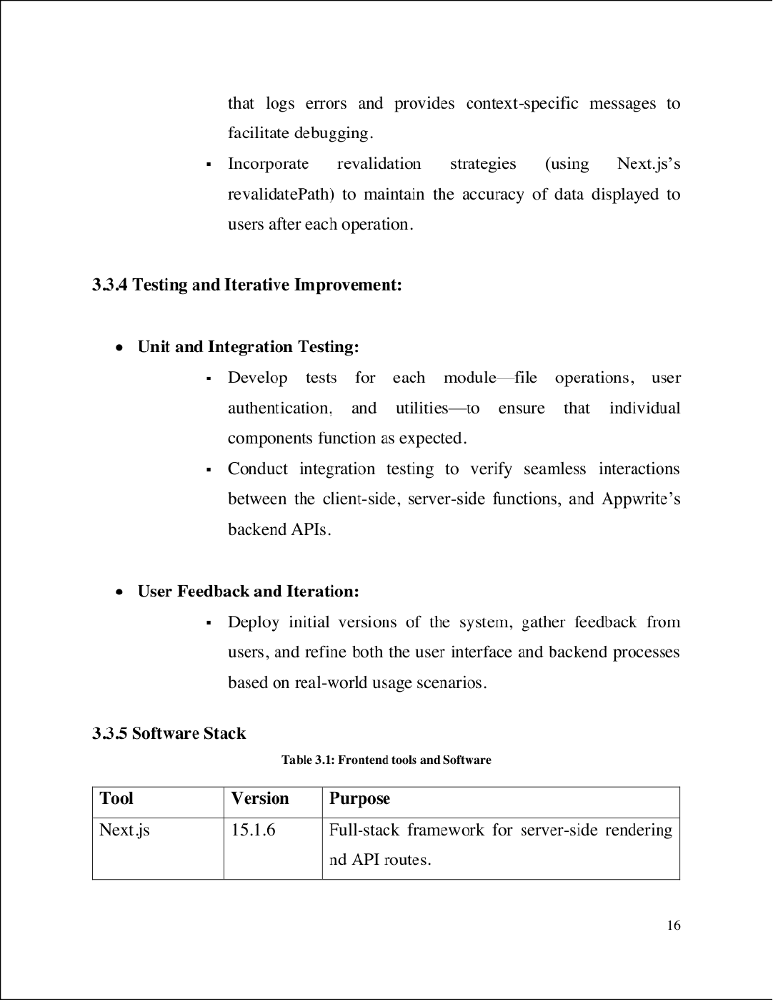 that logs errors and provides context-specific messages to
facilitate debugging.
▪ Incorporate revalidation strategies (using Next.js’s
revalidatePath) to maintain the accuracy of data displayed to
users after each operation.
3.3.4 Testing and Iterative Improvement:
• Unit and Integration Testing:
▪ Develop tests for each module—file operations, user
authentication, and utilities—to ensure that individual
components function as expected.
▪ Conduct integration testing to verify seamless interactions
between the client-side, server-side functions, and Appwrite’s
backend APIs.
• User Feedback and Iteration:
▪ Deploy initial versions of the system, gather feedback from
users, and refine both the user interface and backend processes
based on real-world usage scenarios.
3.3.5 Software Stack
Table 3.1: Frontend tools and Software
Tool Version Purpose
Next.js 15.1.6 Full-stack framework for server-side rendering
nd API routes.
16